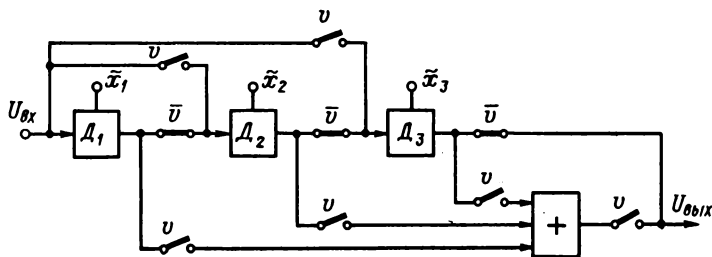 υ
υ
x̃1 x̃2 x̃3
Uвх Д1 ῡ Д2 ῡ Д3 ῡ
υ υ υ + υ Uвых